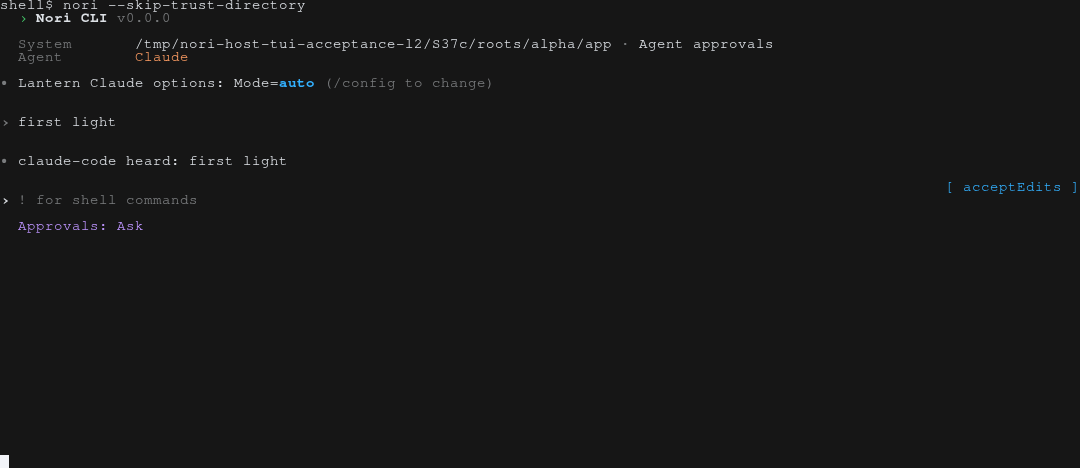 shell$ nori --skip-trust-directory
› Nori CLI v0.0.0
System /tmp/nori-host-tui-acceptance-l2/S37c/roots/alpha/app · Agent approvals
Agent Claude
• Lantern Claude options: Mode=auto (/config to change)
› first light
• claude-code heard: first light
[ acceptEdits ]
› ! for shell commands
Approvals: Ask